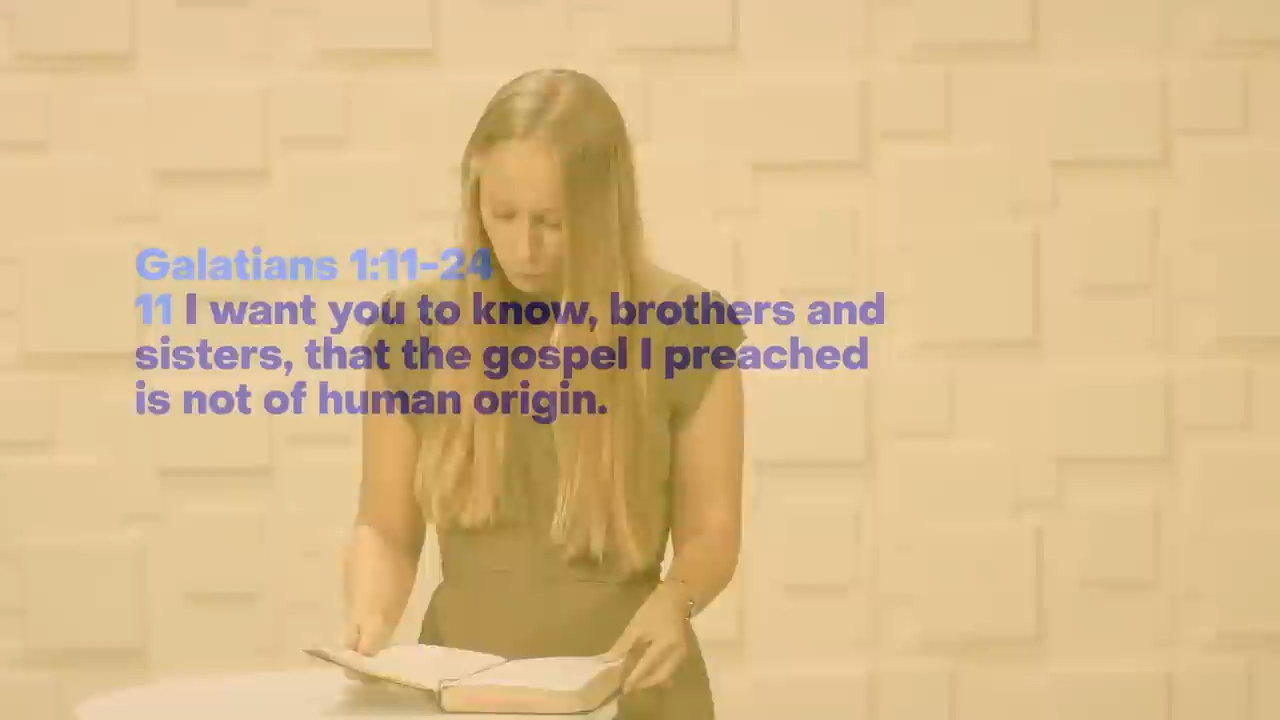 Galatians 1:11-24
11 I want you to know, brothers and
sisters, that the gospel I preached
is not of human origin.